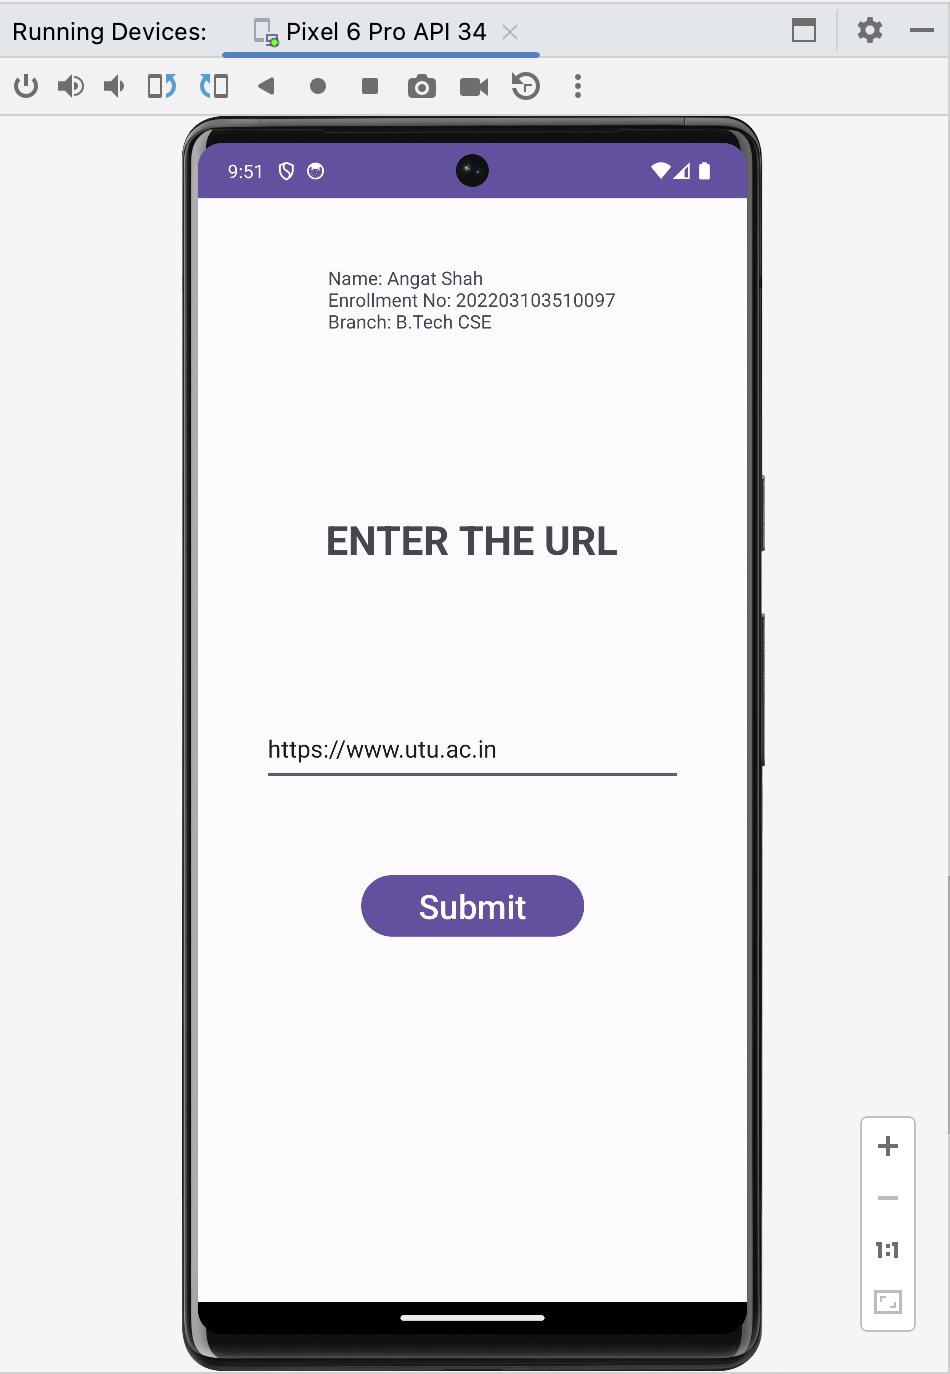 Running Devices: Pixel 6 Pro API 34
9:51
Name: Angat Shah
Enrollment No: 202203103510097
Branch: B.Tech CSE
ENTER THE URL
https://www.utu.ac.in
Submit
1:1